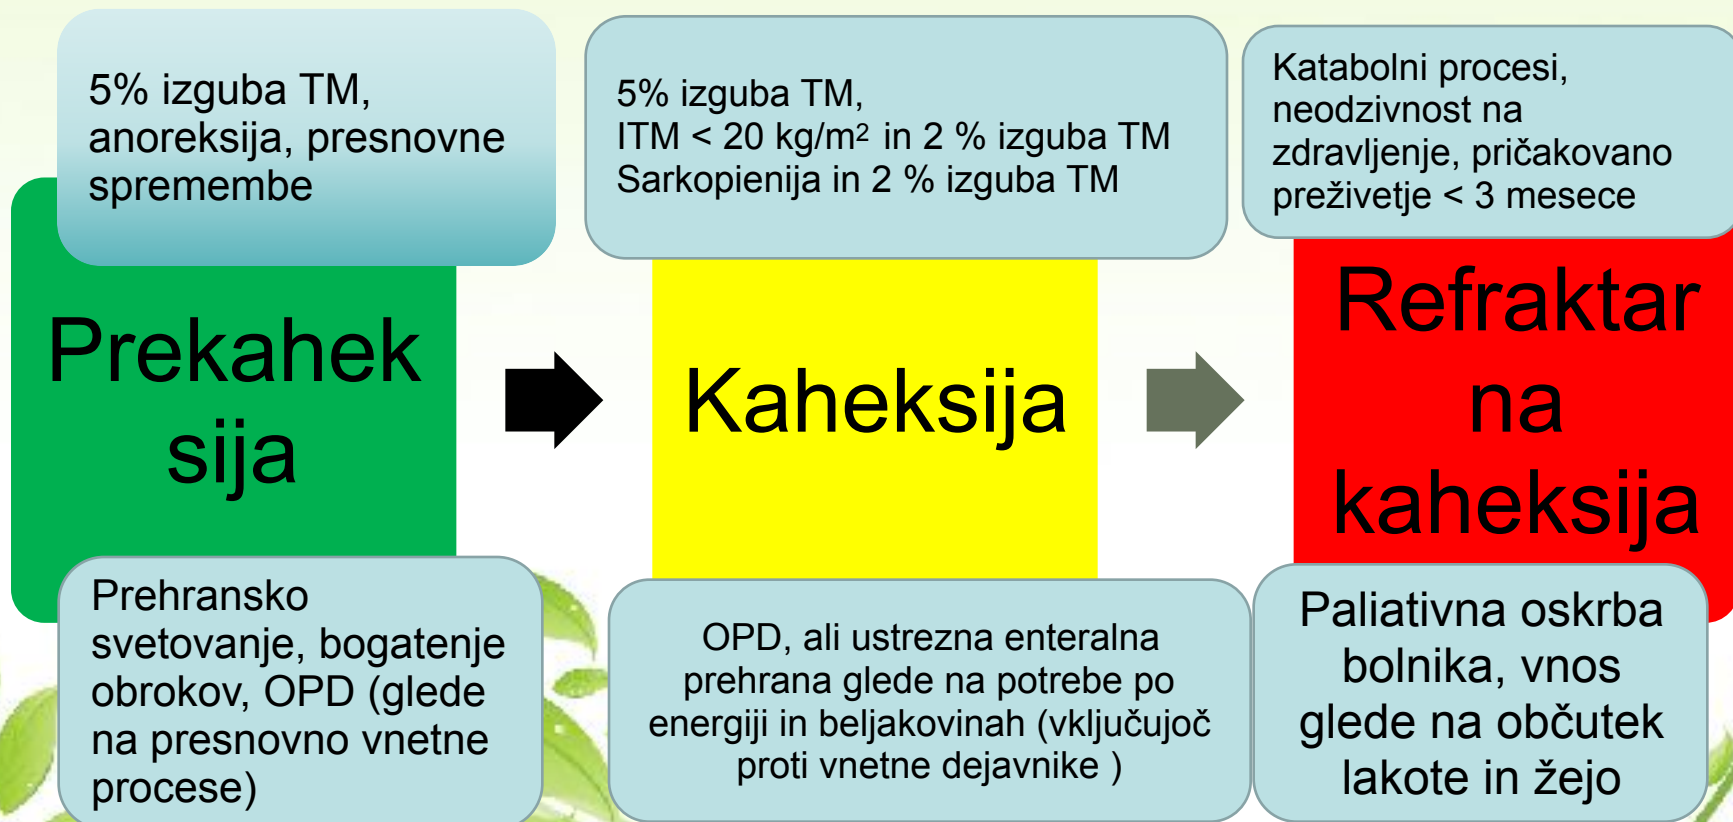 5% izguba TM,
anoreksija, presnovne
spremembe
Prekahek
sija
Prehransko
svetovanje, bogatenje
obrokov, OPD (glede
na presnovno vnetne
procese)
5% izguba TM,
ITM < 20 kg/m² in 2 % izguba TM
Sarkopienija in 2 % izguba TM
Kaheksija
OPD, ali ustrezna enteralna
prehrana glede na potrebe po
energiji in beljakovinah (vključujoč
proti vnetne dejavnike )
Katabolni procesi,
neodzivnost na
zdravljenje, pričakovano
preživetje < 3 mesece
Refraktar
na
kaheksija
Paliativna oskrba
bolnika, vnos
glede na občutek
lakote in žejo